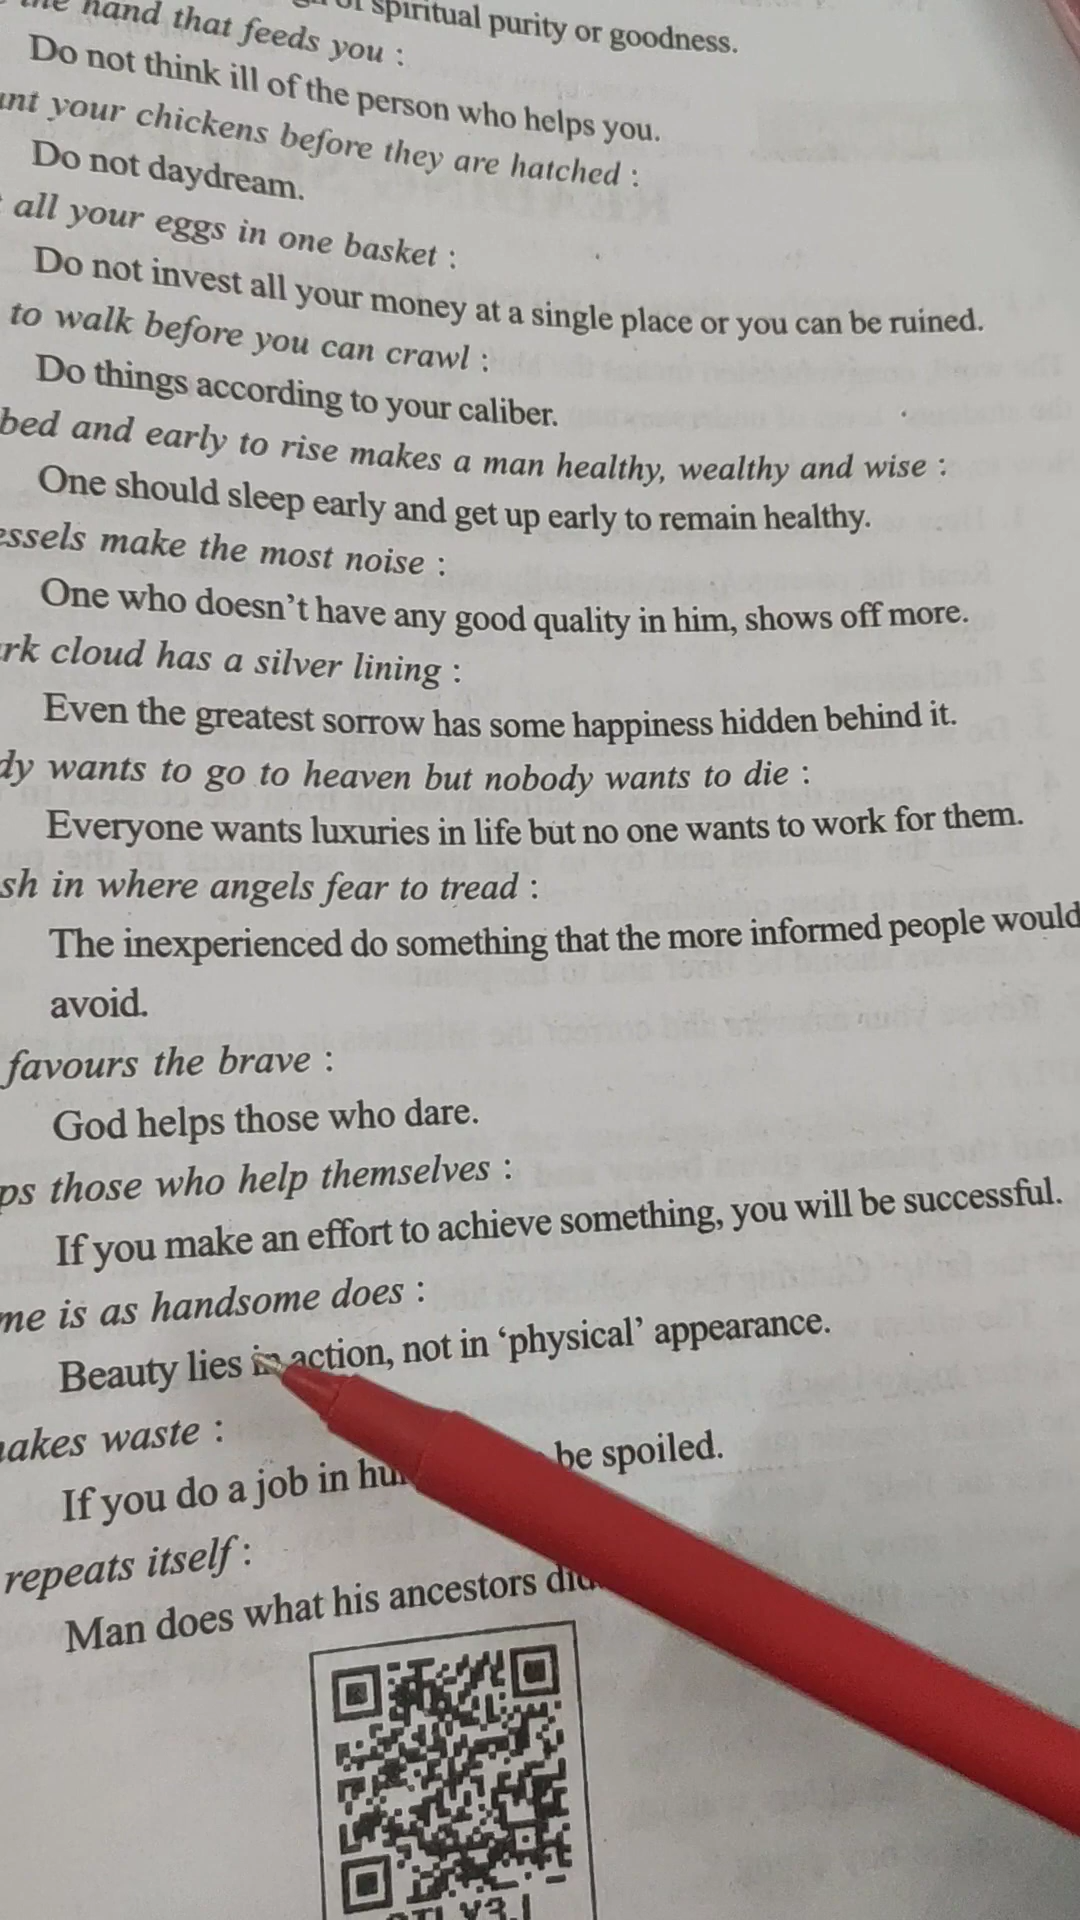 hand that feeds you :
spiritual purity or goodness.
Do not think ill of the person who helps you.
your chickens before they are hatched :
Do not daydream.
all your eggs in one basket :
Do not invest all your money at a single place or you can be ruined.
to walk before you can crawl :
Do things according to your caliber.
bed and early to rise makes a man healthy, wealthy and wise :
One should sleep early and get up early to remain healthy.
essels make the most noise :
One who doesn't have any good quality in him, shows off more.
rk cloud has a silver lining :
Even the greatest sorrow has some happiness hidden behind it.
dy wants to go to heaven but nobody wants to die :
Everyone wants luxuries in life but no one wants to work for them.
sh in where angels fear to tread :
The inexperienced do something that the more informed people would
avoid.
favours the brave :
God helps those who dare.
ps those who help themselves :
If you make an effort to achieve something, you will be successful.
me is as handsome does :
Beauty lies in action, not in 'physical' appearance.
akes waste :
If you do a job in be spoiled.
repeats itself :
Man does what his ancestors